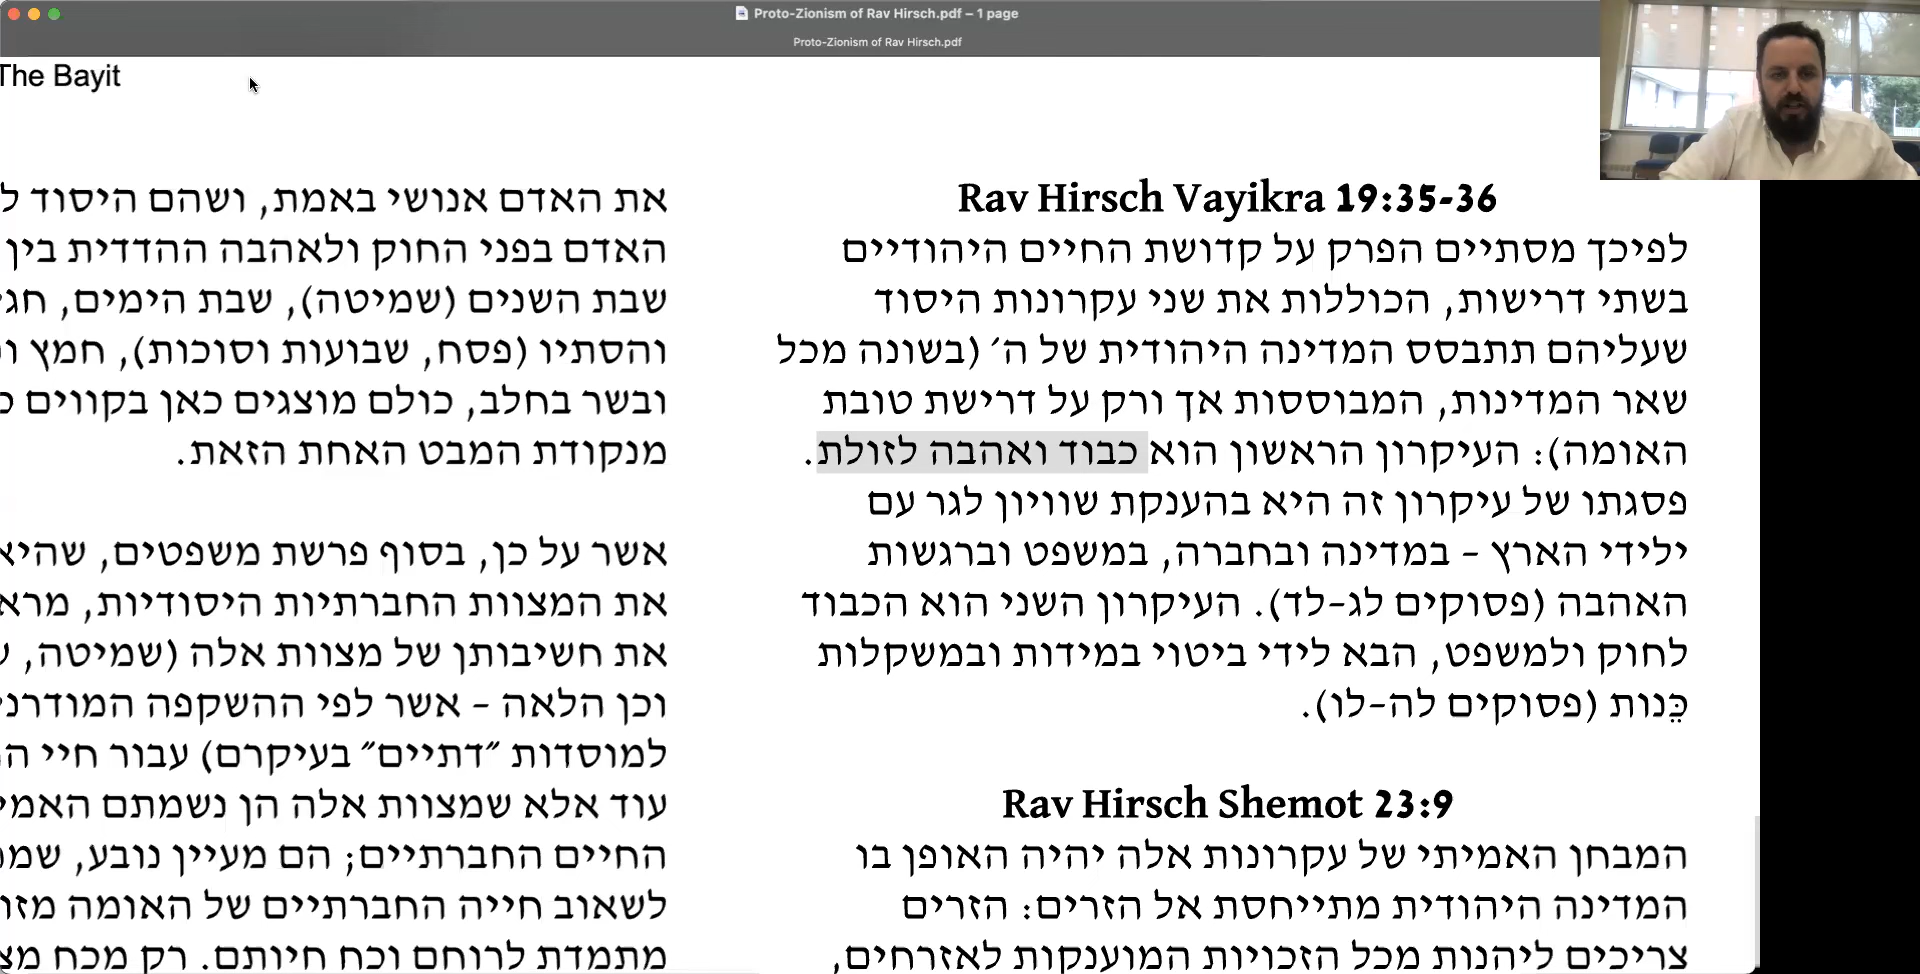 Proto-Zionism of Rav Hirsch.pdf – 1 page
Proto-Zionism of Rav Hirsch.pdf
The Bayit
Rav Hirsch Vayikra 19:35-36
לפיכך מסתיים הפרק על קדושת החיים היהודיים
בשתי דרישות, הכוללות את שני עקרונות היסוד
שעליהם תתבסס המדינה היהודית של ה׳ (בשונה מכל
שאר המדינות, המבוססות אך ורק על דרישת טובת
האומה): העיקרון הראשון הוא כבוד ואהבה לזולת.
פסגתו של עיקרון זה היא בהענקת שוויון לגר עם
ילידי הארץ – במדינה ובחברה, במשפט וברגשות
האהבה (פסוקים לג-לד). העיקרון השני הוא הכבוד
לחוק ולמשפט, הבא לידי ביטוי במידות ובמשקלות
כֵּנות (פסוקים לה-לו).
Rav Hirsch Shemot 23:9
המבחן האמיתי של עקרונות אלה יהיה האופן בו
המדינה היהודית מתייחסת אל הזרים: הזרים
צריכים ליהנות מכל הזכויות המוענקות לאזרחים,
את האדם אנושי באמת, ושהם היסוד
האדם בפני החוק ולאהבה ההדדית בין
שבת השנים (שמיטה), שבת הימים,
והסתיו (פסח, שבועות וסוכות), חמץ
ובשר בחלב, כולם מוצגים כאן בקווים
מנקודת המבט האחת הזאת.
אשר על כן, בסוף פרשת משפטים, שהיא
את המצוות החברתיות היסודיות,
את חשיבותן של מצוות אלה (שמיטה,
וכן הלאה – אשר לפי ההשקפה
למוסדות ״דתיים״ בעיקרם) עבור חיי
עוד אלא שמצוות אלה הן נשמתם
החיים החברתיים; הם מעיין נובע,
לשאוב חייה החברתיים של האומה
מתמדת לרוחם וכח חיותם. רק מכח